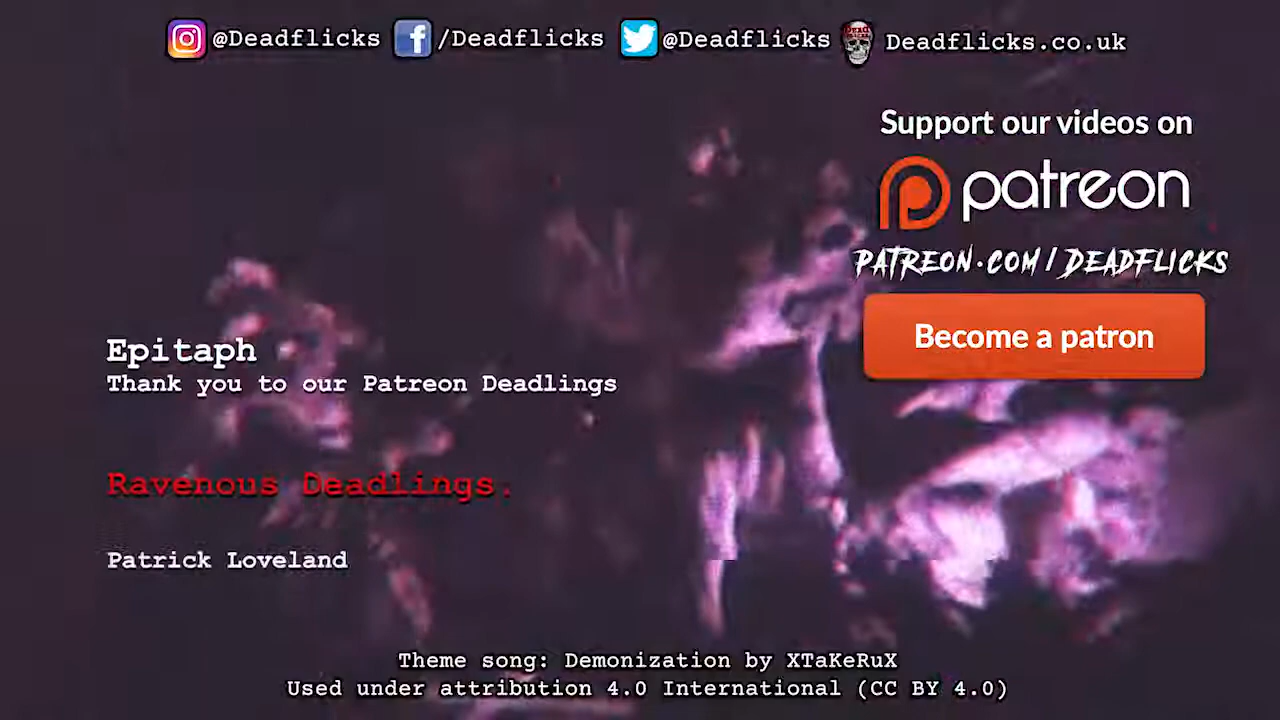 @Deadflicks /Deadflicks @Deadflicks Deadflicks.co.uk
Support our videos on
patreon
PATREON.COM/DEADFLICKS
Become a patron
Epitaph
Thank you to our Patreon Deadlings
Ravenous Deadlings.
Patrick Loveland
Theme song: Demonization by XTaKeRuX
Used under attribution 4.0 International (CC BY 4.0)